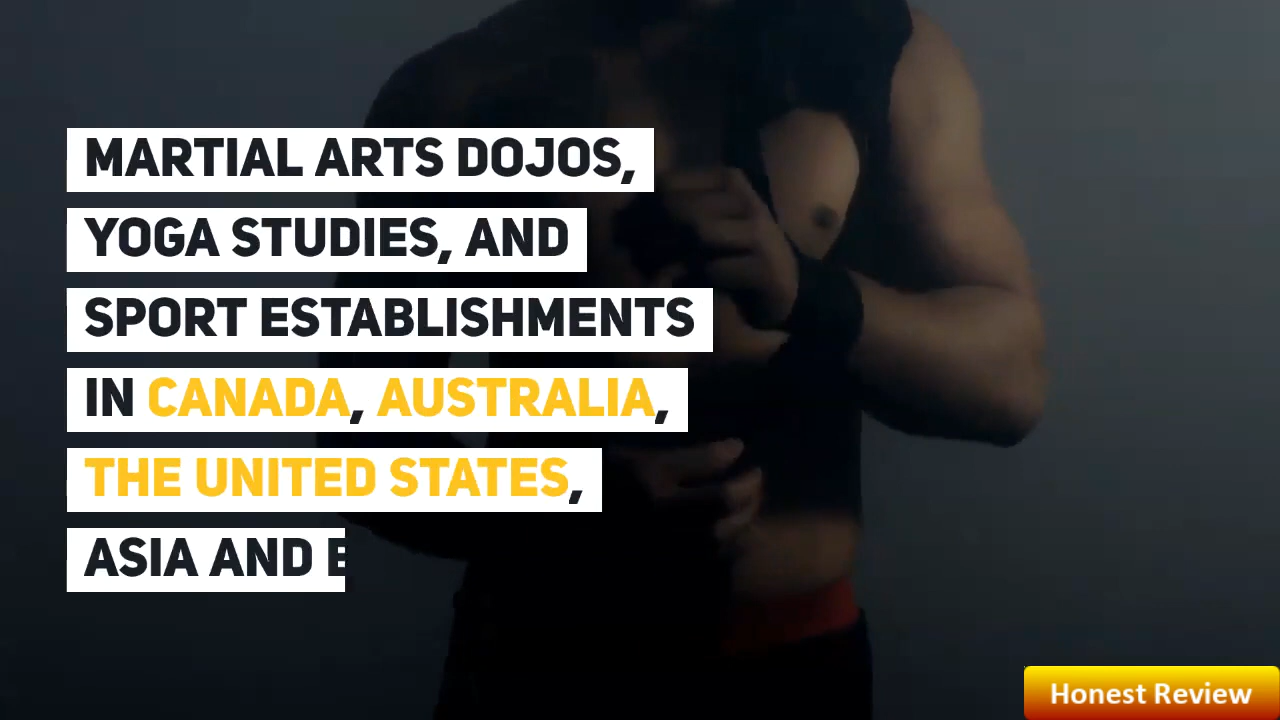 MARTIAL ARTS DOJOS,
YOGA STUDIES, AND
SPORT ESTABLISHMENTS
IN CANADA, AUSTRALIA,
THE UNITED STATES,
ASIA AND
Honest Review